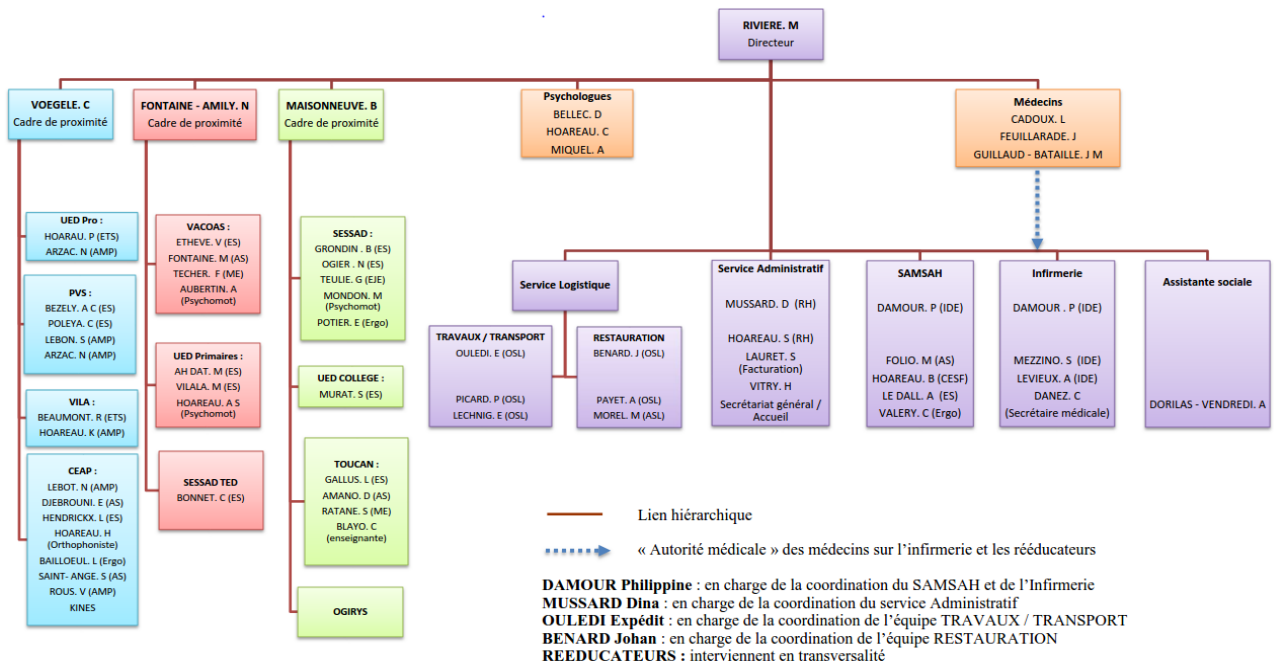 RIVIERE. M
Directeur
VOEGELE. C
Cadre de proximité
FONTAINE - AMILY. N
Cadre de proximité
MAISONNEUVE. B
Cadre de proximité
Psychologues
BELLEC. D
HOAREAU. C
MIQUEL. A
Médecins
CADOUX. L
FEUILLARADE. J
GUILLAUD - BATAILLE. J M
UED Pro :
HOARAU. P (ETS)
ARZAC. N (AMP)
PVS :
BEZELY. A C (ES)
POLEYA. C (ES)
LEBON. S (AMP)
ARZAC. N (AMP)
VILA :
BEAUMONT. R (ETS)
HOAREAU. K (AMP)
CEAP :
LEBOT. N (AMP)
DJEBROUNI. E (AS)
HENDRICKX. L (ES)
HOAREAU. H
(Orthophoniste)
BAILLOEUL. L (Ergo)
SAINT- ANGE. S (AS)
ROUS. V (AMP)
KINES
VACOAS :
ETHEVE. V (ES)
FONTAINE. M (AS)
TECHER. F (ME)
AUBERTIN. A
(Psychomot)
UED Primaires :
AH DAT. M (ES)
VILALA. M (ES)
HOAREAU. A S
(Psychomot)
SESSAD TED
BONNET. C (ES)
SESSAD:
GRONDIN . B (ES)
OGIER . N (ES)
TEULIE. G (EJE)
MONDON. M
(Psychomot)
POTIER. E (Ergo)
UED COLLEGE :
MURAT. S (ES)
TOUCAN :
GALLUS. L (ES)
AMANO. D (AS)
RATANE. S (ME)
BLAYO. C
(enseignante)
OGIRYS
Service Logistique
TRAVAUX / TRANSPORT
OULEDI. E (OSL)
PICARD. P (OSL)
LECHNIG. E (OSL)
RESTAURATION
BENARD. J (OSL)
PAYET. A (OSL)
MOREL. M (ASL)
Service Administratif
MUSSARD. D (RH)
HOAREAU. S (RH)
LAURET. S
(Facturation)
VITRY. H
Secrétariat général /
Accueil
SAMSAH
DAMOUR. P (IDE)
FOLIO. M (AS)
HOAREAU. B (CESF)
LE DALL. A (ES)
VALERY. C (Ergo)
Infirmerie
DAMOUR . P (IDE)
MEZZINO. S (IDE)
LEVIEUX. A (IDE)
DANEZ. C
(Secrétaire médicale)
Assistante sociale
DORILAS - VENDREDI. A
Lien hiérarchique
« Autorité médicale » des médecins sur l'infirmerie et les rééducateurs
DAMOUR Philippine : en charge de la coordination du SAMSAH et de l'Infirmerie
MUSSARD Dina : en charge de la coordination du service Administratif
OULEDI Expédit : en charge de la coordination de l'équipe TRAVAUX / TRANSPORT
BENARD Johan : en charge de la coordination de l'équipe RESTAURATION
REEDUCATEURS : interviennent en transversalité